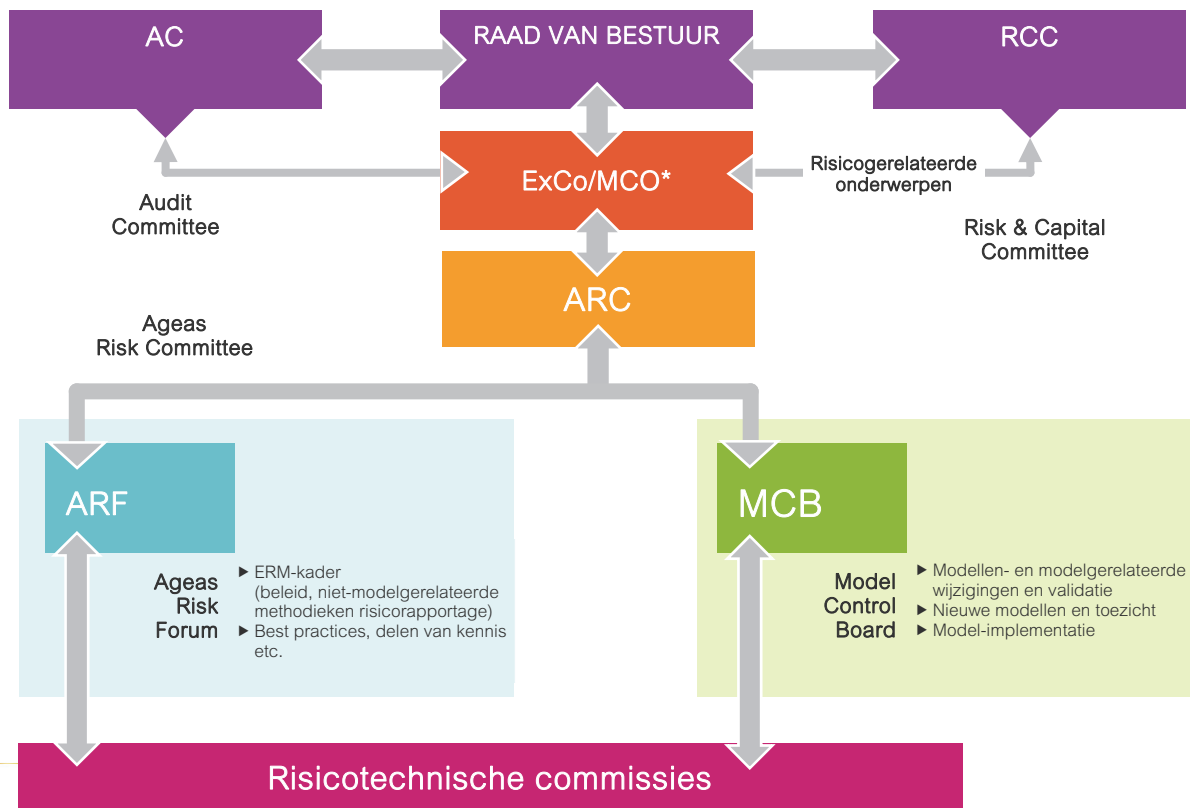 AC
RAAD VAN BESTUUR
RCC
ExCo/MCO*
Risicogerelateerde
onderwerpen
Audit
Committee
Risk & Capital
Committee
ARC
Ageas
Risk Committee
ARF
MCB
Ageas
Risk
Forum
▶ ERM-kader
(beleid, niet-modelgerelateerde
methodieken risicorapportage)
▶ Best practices, delen van kennis
etc.
Model
Control
Board
▶ Modellen- en modelgerelateerde
wijzigingen en validatie
▶ Nieuwe modellen en toezicht
▶ Model-implementatie
Risicotechnische commissies